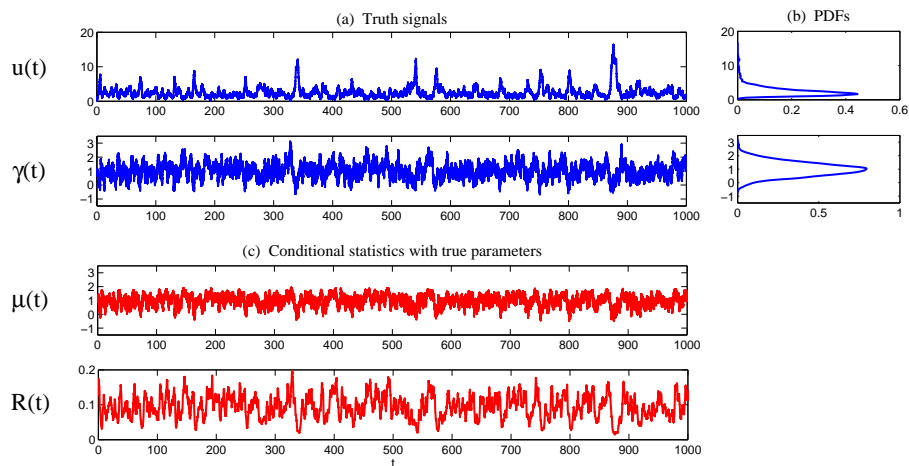 (a) Truth signals
(b) PDFs
u(t)
20
10
0
0 100 200 300 400 500 600 700 800 900 1000
20
10
0
0 0.2 0.4 0.6
γ(t)
3
2
1
0
−1
0 100 200 300 400 500 600 700 800 900 1000
3
2
1
0
−1
0 0.5 1
(c) Conditional statistics with true parameters
μ(t)
3
2
1
0
−1
0 100 200 300 400 500 600 700 800 900 1000
R(t)
0.2
0.1
0
0 100 200 300 400 500 600 700 800 900 1000
t